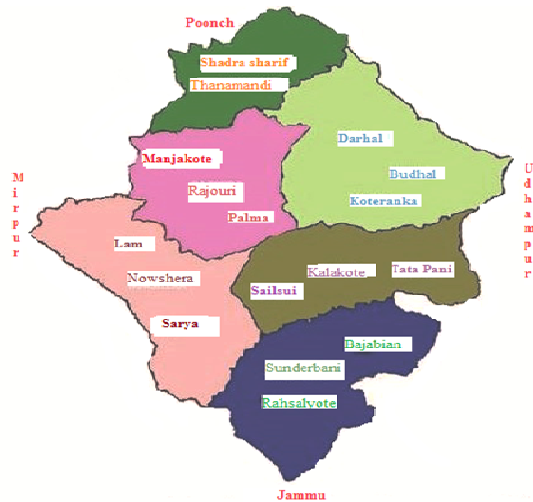 Poonch
Shadra sharif
Thanamandi
Darhal
Manjakote
Budhal
Rajouri
Koteranka
Palma
Mirpur
Udhampur
Lam
Nowshera
Kalakote
Tata Pani
Sailsui
Sarya
Bajabian
Sunderbani
Rahsalyote
Jammu